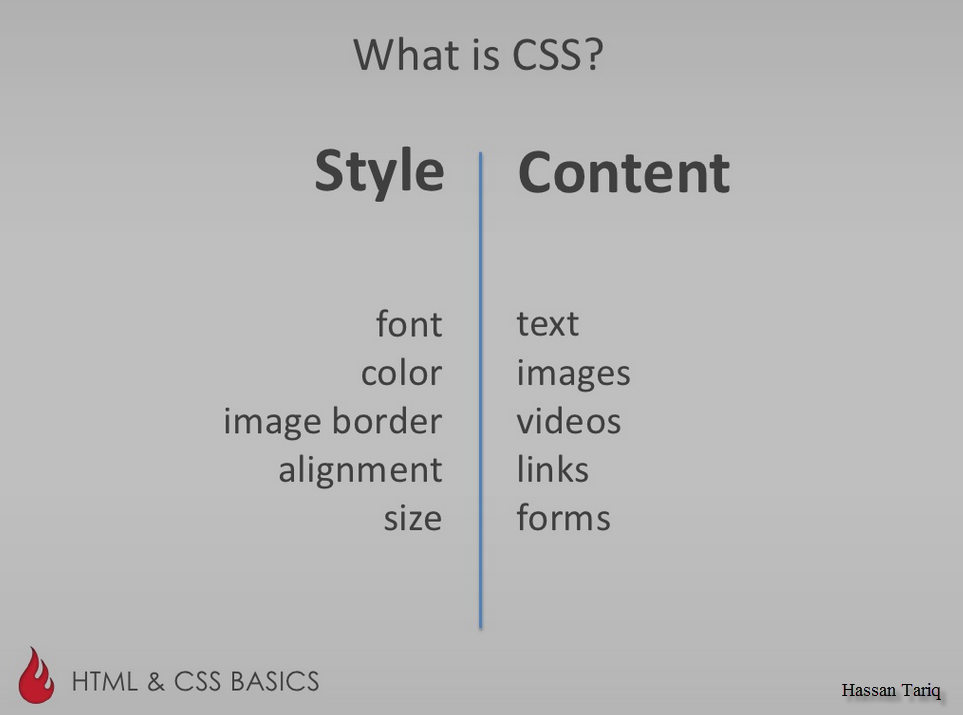 What is CSS?
Style
Content
font
color
image border
alignment
size
text
images
videos
links
forms
HTML & CSS BASICS
Hassan Tariq